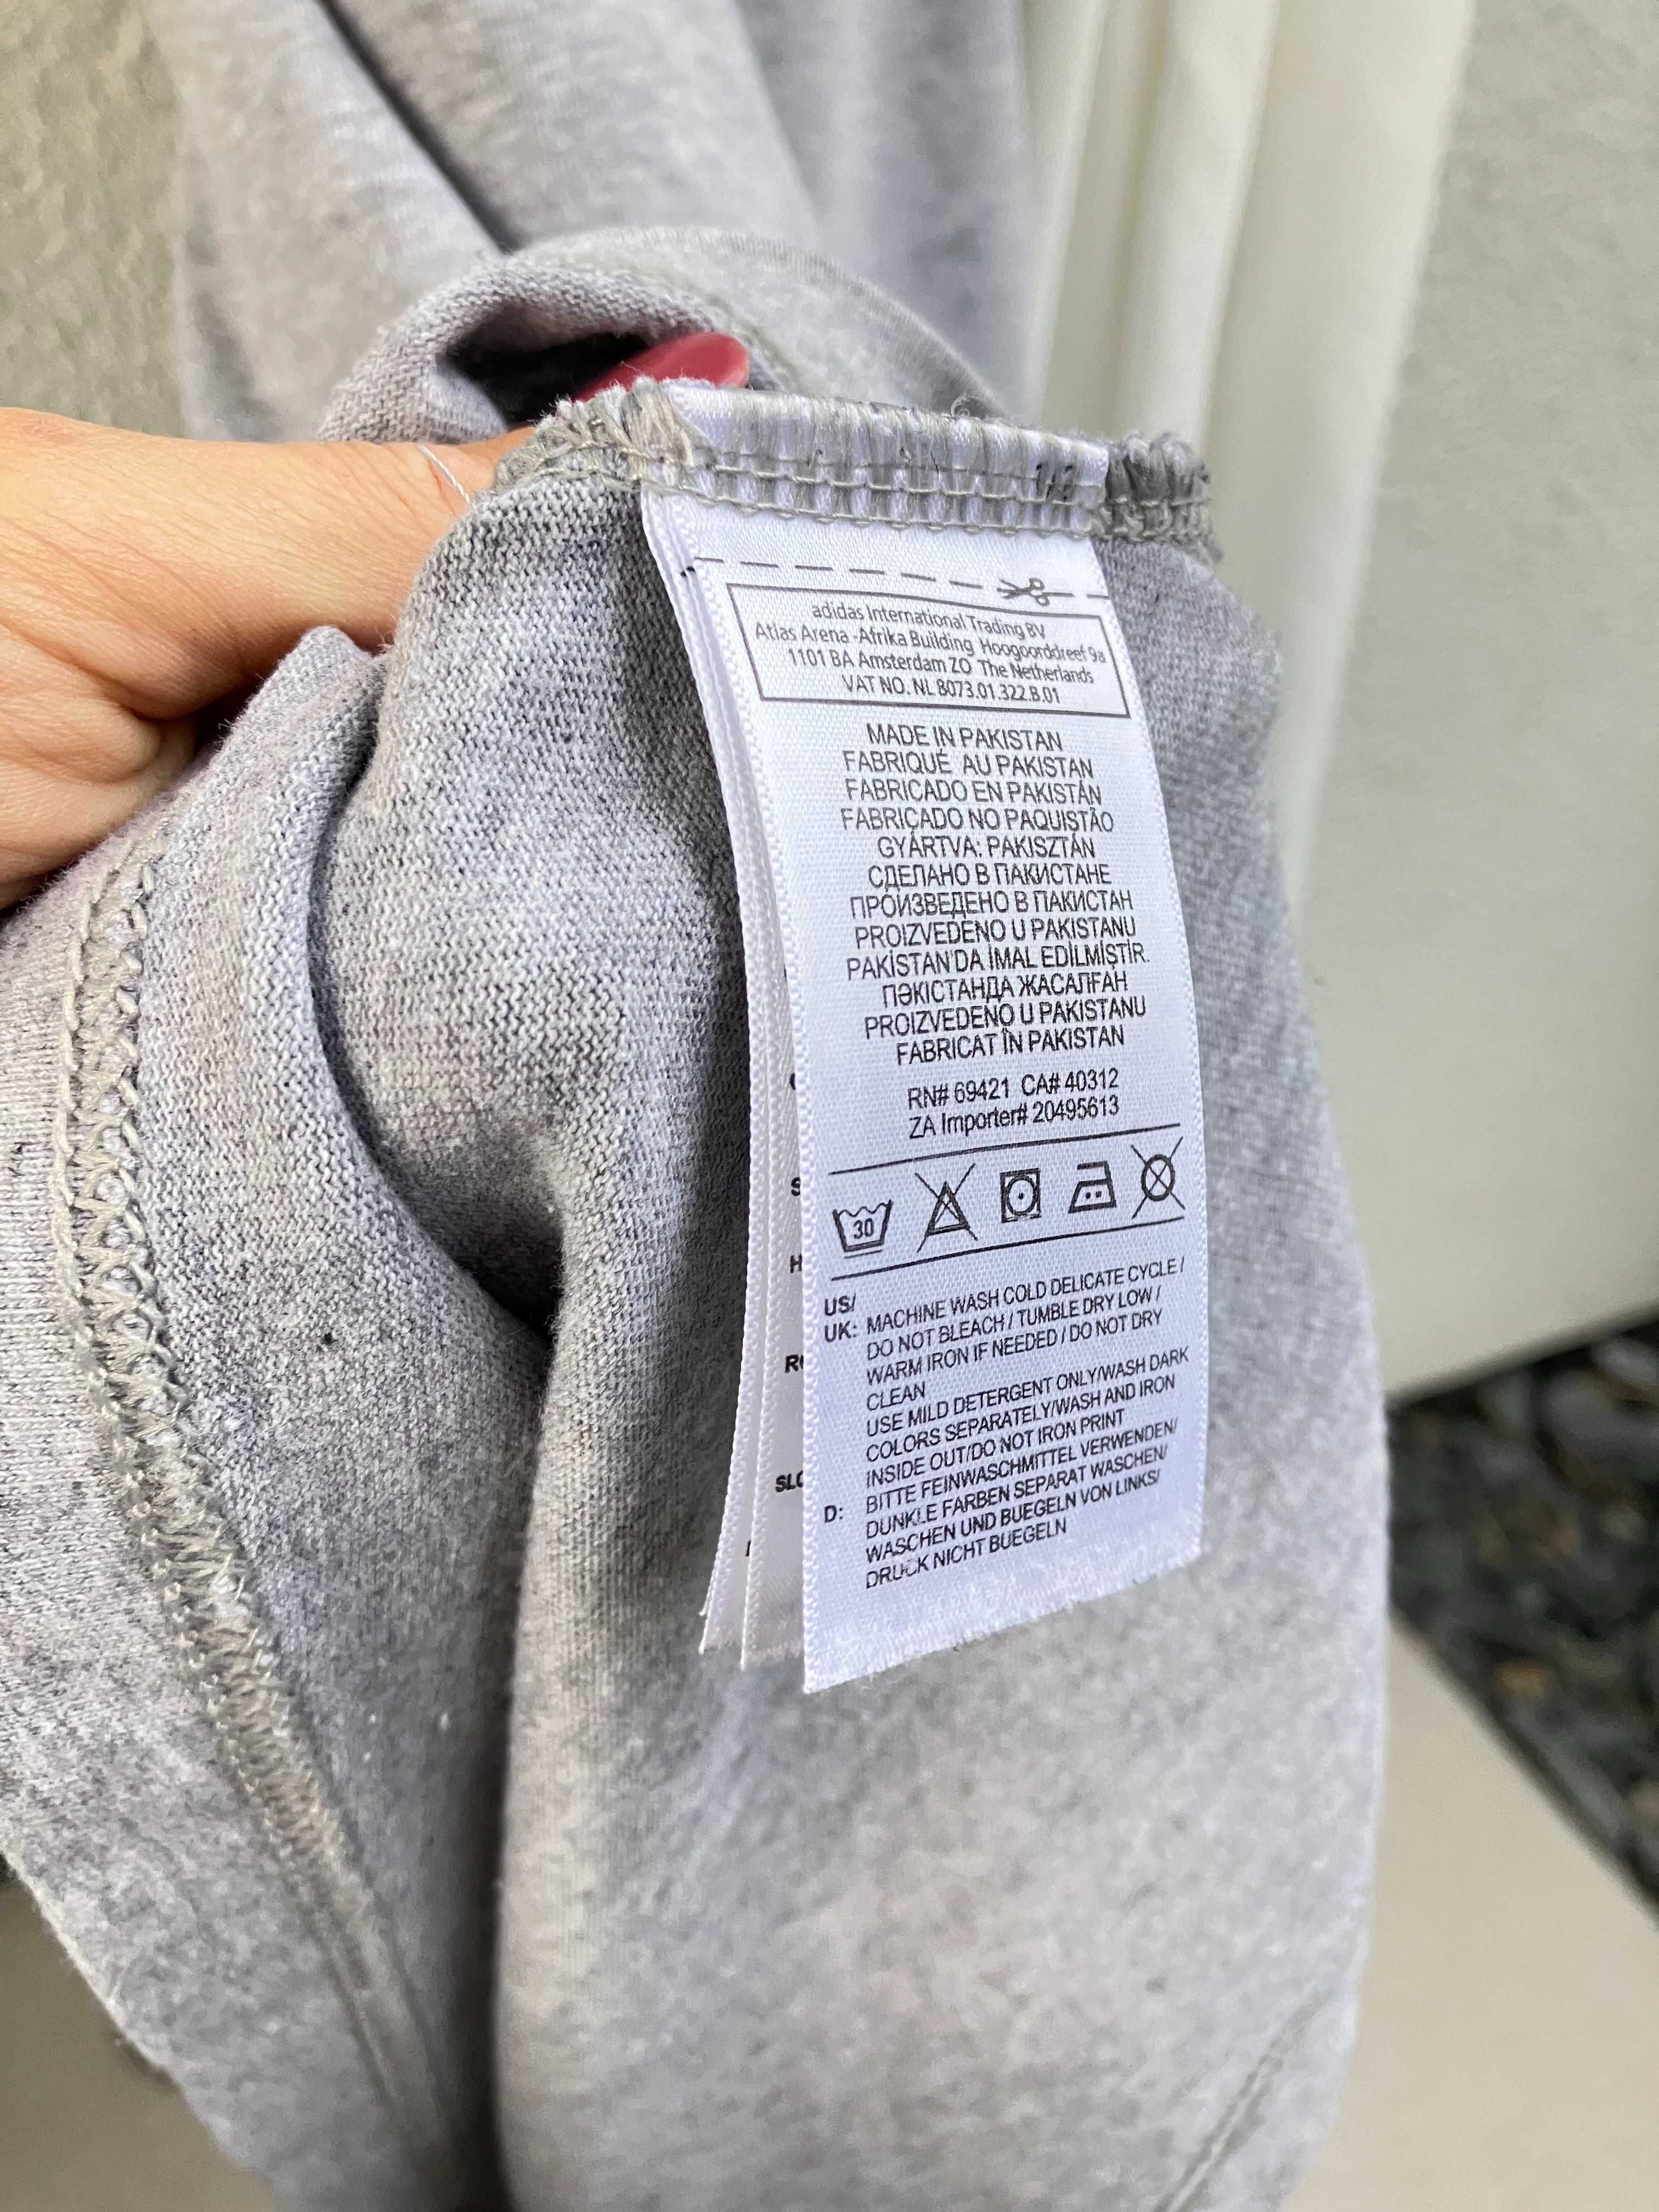 adidas International Trading BV
Atlas Arena -Afrika Building Hoogoorddreef 9a
1101 BA Amsterdam ZO The Netherlands
VAT NO. NL 8073.01.322.B.01
MADE IN PAKISTAN
FABRIQUÉ AU PAKISTAN
FABRICADO EN PAKISTÁN
FABRICADO NO PAQUISTÃO
GYÁRTVA: PAKISZTÁN
СДЕЛАНО В ПАКИСТАНЕ
ПРОИЗВЕДЕНО В ПАКИСТАН
PROIZVEDENO U PAKISTANU
PAKİSTAN'DA İMAL EDİLMİŞTİR.
ПӘКІСТАНДА ЖАСАЛҒАН
PROIZVEDENO U PAKISTANU
FABRICAT ÎN PAKISTAN
RN# 69421 CA# 40312
ZA Importer# 20495613
30
US/
UK: MACHINE WASH COLD DELICATE CYCLE /
DO NOT BLEACH / TUMBLE DRY LOW /
WARM IRON IF NEEDED / DO NOT DRY
CLEAN
USE MILD DETERGENT ONLY/WASH DARK
COLORS SEPARATELY/WASH AND IRON
INSIDE OUT/DO NOT IRON PRINT
D: BITTE FEINWASCHMITTEL VERWENDEN/
DUNKLE FARBEN SEPARAT WASCHEN/
WASCHEN UND BUEGELN VON LINKS/
DRUCK NICHT BUEGELN